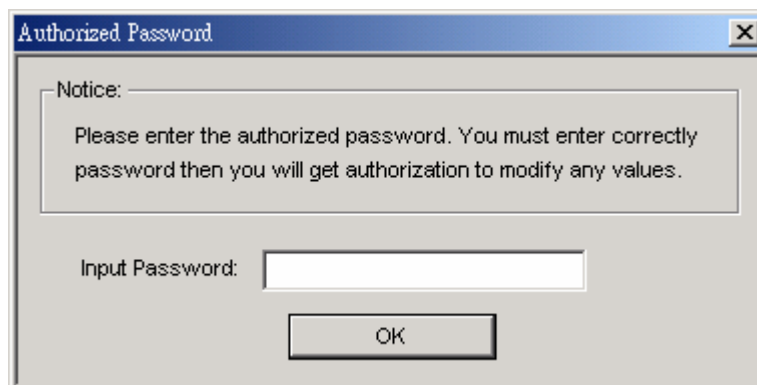 Authorized Password
Notice:
Please enter the authorized password. You must enter correctly
password then you will get authorization to modify any values.
Input Password:
OK